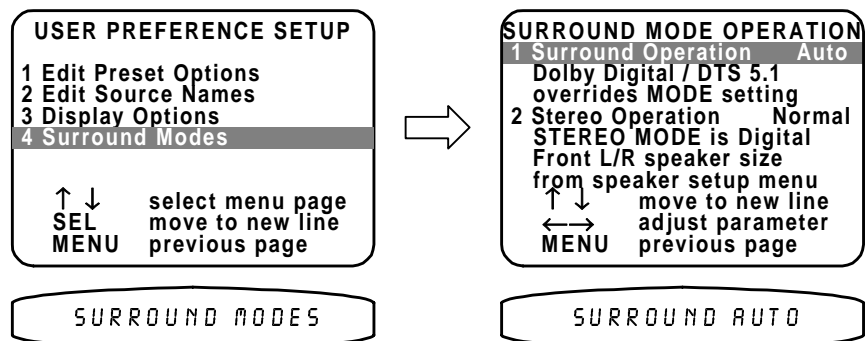 USER PREFERENCE SETUP
1 Edit Preset Options
2 Edit Source Names
3 Display Options
4 Surround Modes
↑ ↓ select menu page
SEL move to new line
MENU previous page
SURROUND MODES
SURROUND MODE OPERATION
1 Surround Operation Auto
Dolby Digital / DTS 5.1
overrides MODE setting
2 Stereo Operation Normal
STEREO MODE is Digital
Front L/R speaker size
from speaker setup menu
↑ ↓ move to new line
←→ adjust parameter
MENU previous page
SURROUND AUTO